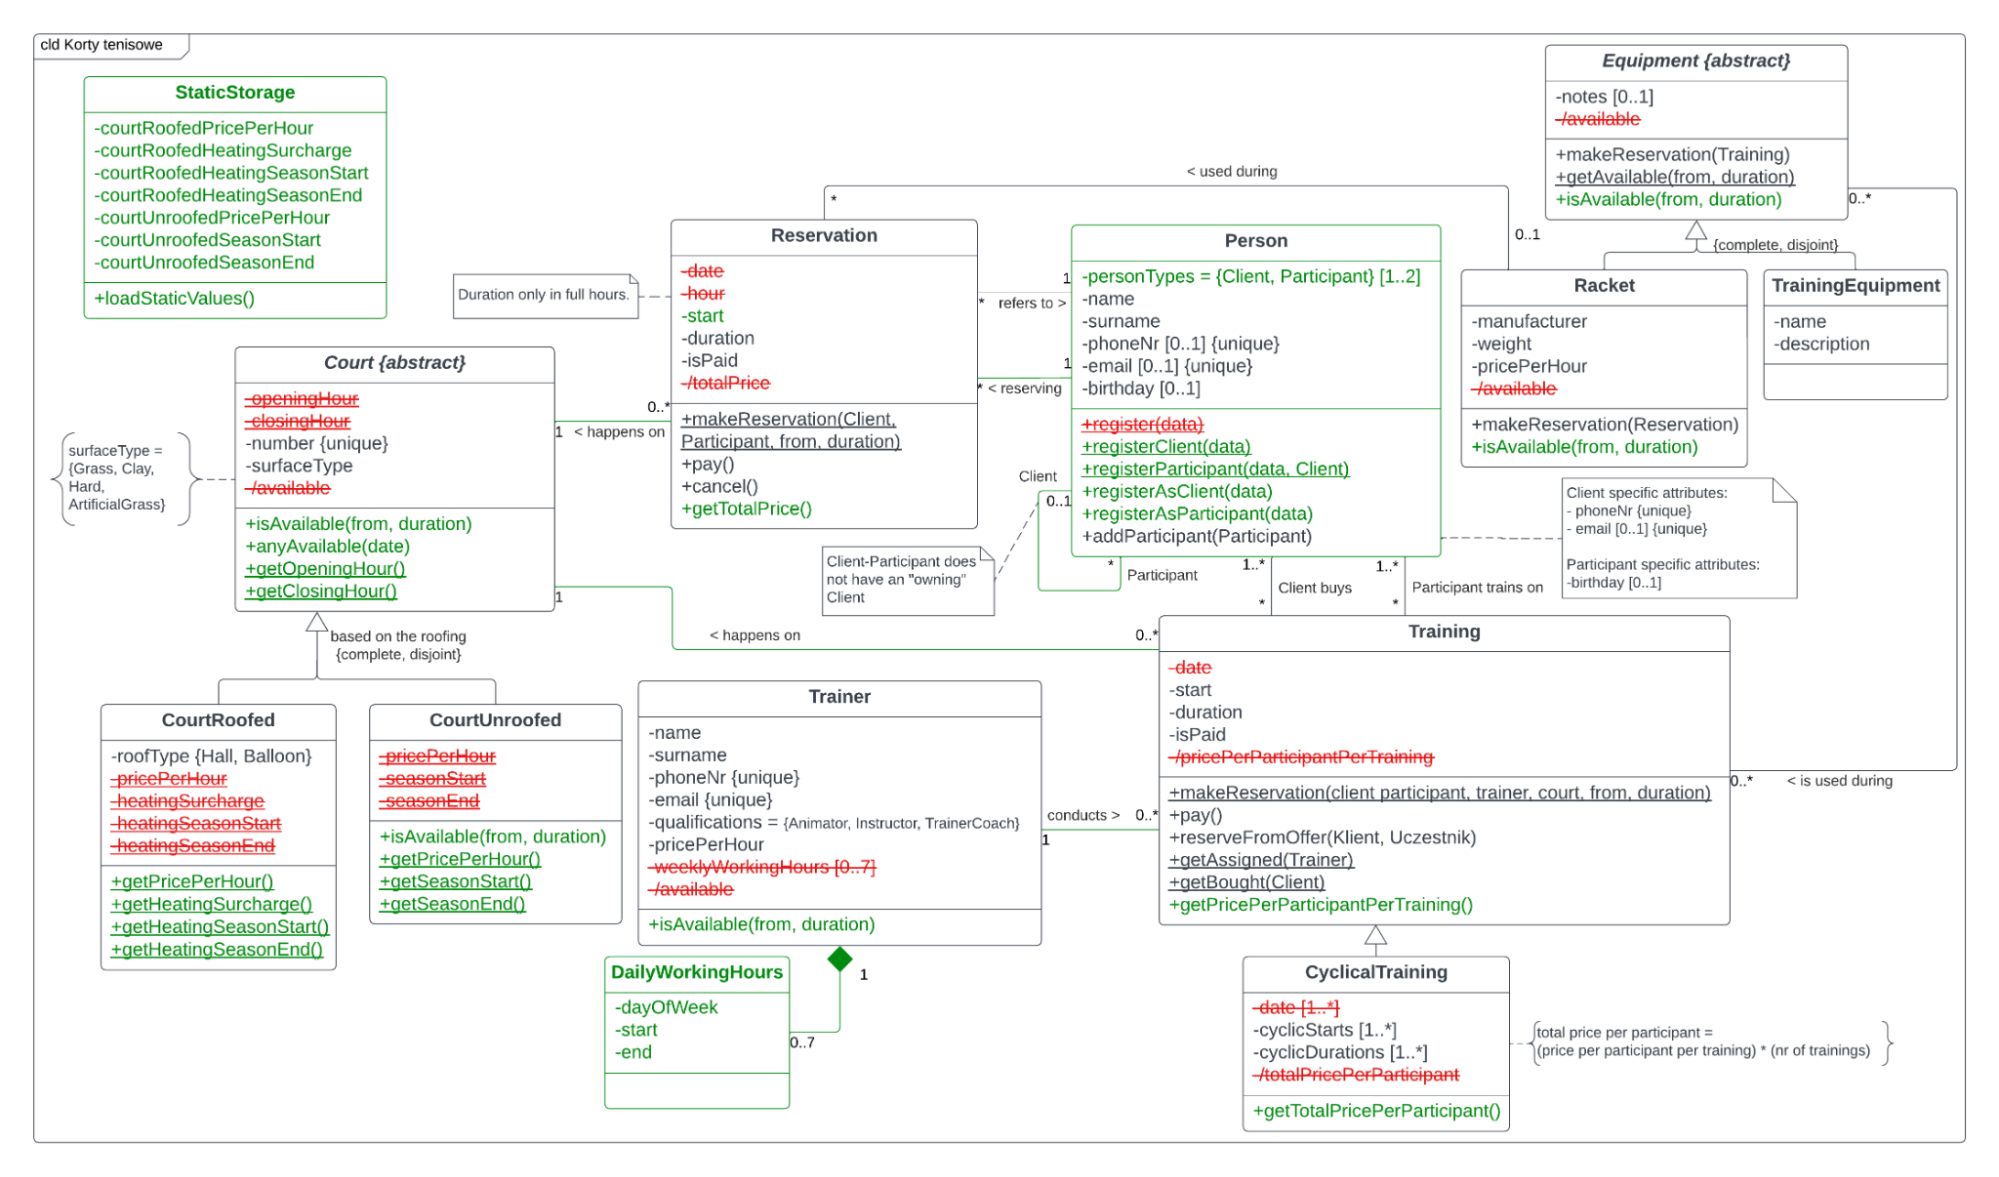 cld Korty tenisowe
StaticStorage
-courtRoofedPricePerHour
-courtRoofedHeatingSurcharge
-courtRoofedHeatingSeasonStart
-courtRoofedHeatingSeasonEnd
-courtUnroofedPricePerHour
-courtUnroofedSeasonStart
-courtUnroofedSeasonEnd
+loadStaticValues()
Equipment {abstract}
-notes [0..1]
-/available
+makeReservation(Training)
+getAvailable(from, duration)
+isAvailable(from, duration)
0..*
{complete, disjoint}
< used during
*
0..1
Reservation
-date
-hour
-start
-duration
-isPaid
-/totalPrice
+makeReservation(Client,
Participant, from, duration)
+pay()
+cancel()
+getTotalPrice()
Duration only in full hours.
1
* refers to >
1
* < reserving
Person
-personTypes = {Client, Participant} [1..2]
-name
-surname
-phoneNr [0..1] {unique}
-email [0..1] {unique}
-birthday [0..1]
+register(data)
+registerClient(data)
+registerParticipant(data, Client)
+registerAsClient(data)
+registerAsParticipant(data)
+addParticipant(Participant)
Racket
-manufacturer
-weight
-pricePerHour
-/available
+makeReservation(Reservation)
+isAvailable(from, duration)
TrainingEquipment
-name
-description
Court {abstract}
-openingHour
-closingHour
-number {unique}
-surfaceType
-/available
+isAvailable(from, duration)
+anyAvailable(date)
+getOpeningHour()
+getClosingHour()
surfaceType =
{Grass, Clay,
Hard,
ArtificialGrass}
0..*
1 < happens on
Client
0..1
*
Participant
Client-Participant does
not have an "owning"
Client
Client specific attributes:
- phoneNr {unique}
- email [0..1] {unique}
Participant specific attributes:
-birthday [0..1]
1..*
Client buys
*
1..*
Participant trains on
*
1
< happens on
0..*
based on the roofing
{complete, disjoint}
CourtRoofed
-roofType {Hall, Balloon}
-pricePerHour
-heatingSurcharge
-heatingSeasonStart
-heatingSeasonEnd
+getPricePerHour()
+getHeatingSurcharge()
+getHeatingSeasonStart()
+getHeatingSeasonEnd()
CourtUnroofed
-pricePerHour
-seasonStart
-seasonEnd
+isAvailable(from, duration)
+getPricePerHour()
+getSeasonStart()
+getSeasonEnd()
Trainer
-name
-surname
-phoneNr {unique}
-email {unique}
-qualifications = {Animator, Instructor, TrainerCoach}
-pricePerHour
-weeklyWorkingHours [0..7]
-/available
+isAvailable(from, duration)
conducts > 0..*
1
Training
-date
-start
-duration
-isPaid
-/pricePerParticipantPerTraining
+makeReservation(client participant, trainer, court, from, duration)
+pay()
+reserveFromOffer(Klient, Uczestnik)
+getAssigned(Trainer)
+getBought(Client)
+getPricePerParticipantPerTraining()
0..* < is used during
DailyWorkingHours
-dayOfWeek
-start
-end
1
0..7
CyclicalTraining
-date [1..*]
-cyclicStarts [1..*]
-cyclicDurations [1..*]
-/totalPricePerParticipant
+getTotalPricePerParticipant()
total price per participant =
(price per participant per training) * (nr of trainings)